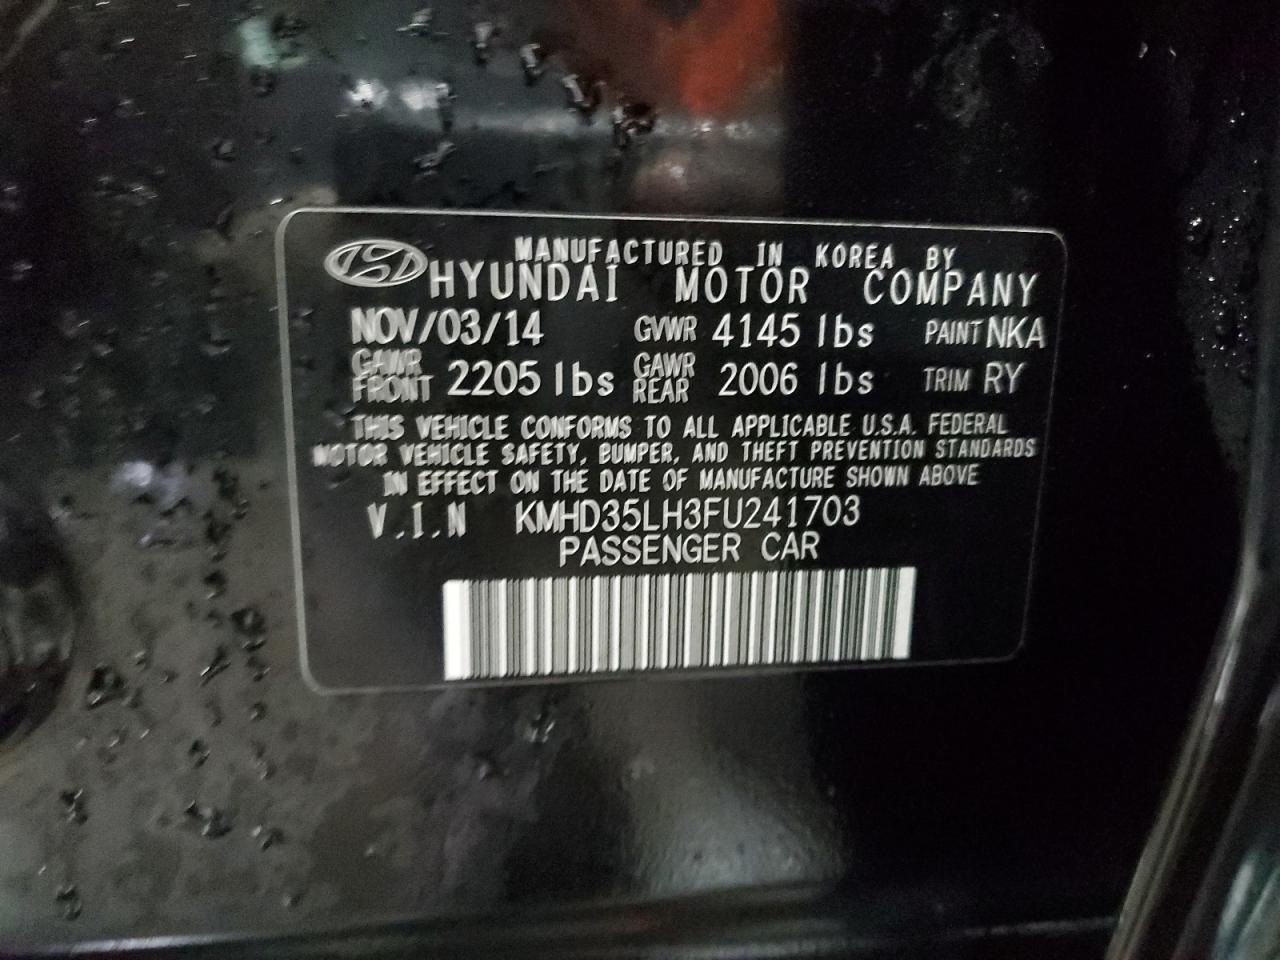 MANUFACTURED IN KOREA BY
HYUNDAI MOTOR COMPANY
NOV/03/14 GVWR 4145 lbs PAINT NKA
GAWR FRONT 2205 lbs GAWR REAR 2006 lbs TRIM RY
THIS VEHICLE CONFORMS TO ALL APPLICABLE U.S.A. FEDERAL
MOTOR VEHICLE SAFETY, BUMPER, AND THEFT PREVENTION STANDARDS
IN EFFECT ON THE DATE OF MANUFACTURE SHOWN ABOVE
V.I.N KMHD35LH3FU241703
PASSENGER CAR